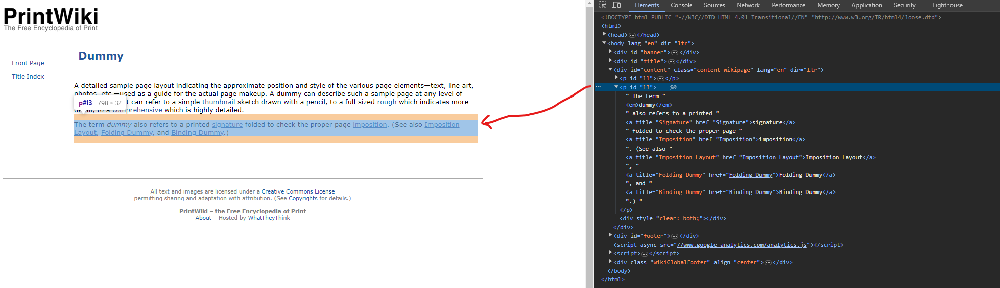 PrintWiki
The Free Encyclopedia of Print
Front Page
Title Index
Dummy
A detailed sample page layout indicating the approximate position and style of the various page elements—text, line art,
photos, etc.—used as a guide for the actual page makeup. A dummy can describe such a sample page at any level of
t can refer to a simple thumbnail sketch drawn with a pencil, to a full-sized rough which indicates more
detail, to a comprehensive which is highly detailed.
p#l3 798 × 32
The term dummy also refers to a printed signature folded to check the proper page imposition. (See also Imposition
Layout, Folding Dummy, and Binding Dummy.)
All text and images are licensed under a Creative Commons License
permitting sharing and adaptation with attribution. (See Copyrights for details.)
PrintWiki – the Free Encyclopedia of Print
About Hosted by WhatTheyThink
Elements Console Sources Network Performance Memory Application Security Lighthouse
<!DOCTYPE html PUBLIC "-//W3C//DTD HTML 4.01 Transitional//EN" "http://www.w3.org/TR/html4/loose.dtd">
<html>
<head>…</head>
<body lang="en" dir="ltr">
<div id="banner">…</div>
<div id="title">…</div>
<div id="content" class="content wikipage" lang="en" dir="ltr">
<p id="l1">…</p>
<p id="l3"> == $0
" The term "
<em>dummy</em>
" also refers to a printed "
<a title="Signature" href="Signature">signature</a>
" folded to check the proper page "
<a title="Imposition" href="Imposition">imposition</a>
". (See also "
<a title="Imposition Layout" href="Imposition Layout">Imposition Layout</a>
", "
<a title="Folding Dummy" href="Folding Dummy">Folding Dummy</a>
", and "
<a title="Binding Dummy" href="Binding Dummy">Binding Dummy</a>
".) "
</p>
<div style="clear: both;"></div>
</div>
<div id="footer">…</div>
<script async src="//www.google-analytics.com/analytics.js"></script>
<script>…</script>
<div class="wikiGlobalFooter" align="center">…</div>
</body>
</html>